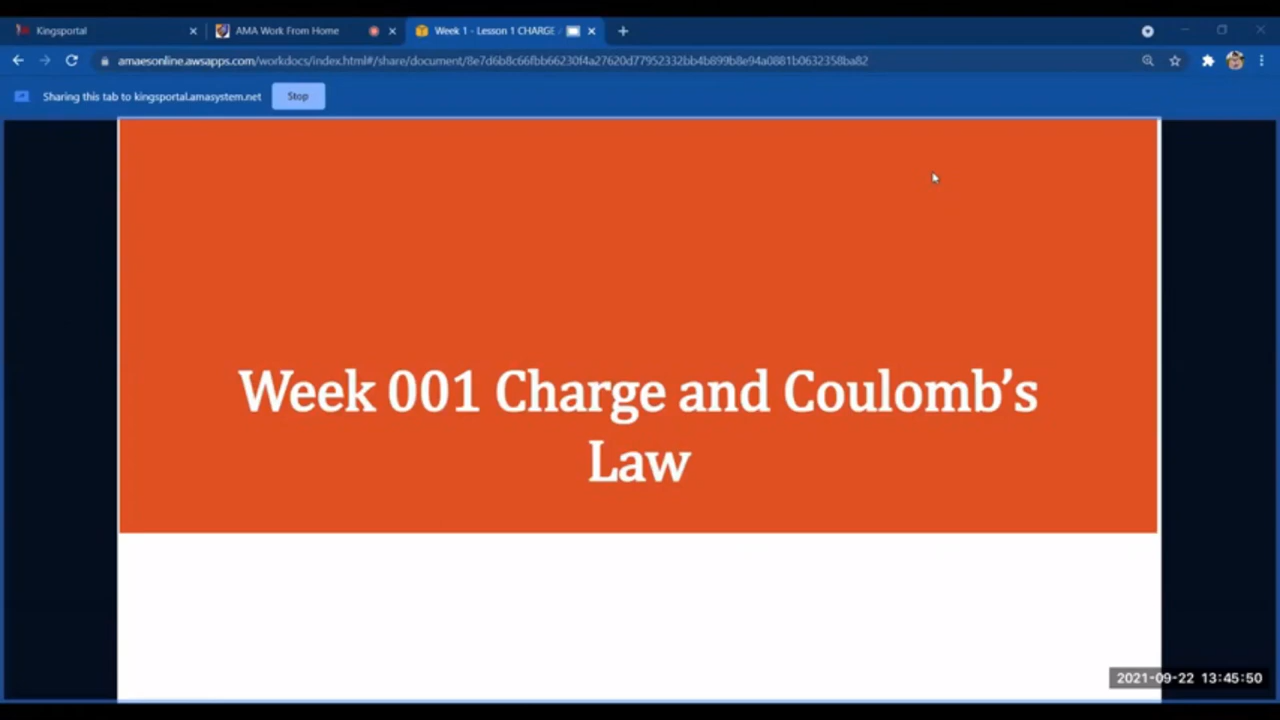 Kingsportal
AMA Work From Home
Week 1 - Lesson 1 CHARGE
amaesonline.awsapps.com/workdocs/index.html#/share/document/8e7d6b8c66fbb66230f4a27620d77952332bb4b899b8e94a0881b0632358ba82
Sharing this tab to kingsportal.amasystem.net
Stop
Week 001 Charge and Coulomb’s
Law
2021-09-22 13:45:50